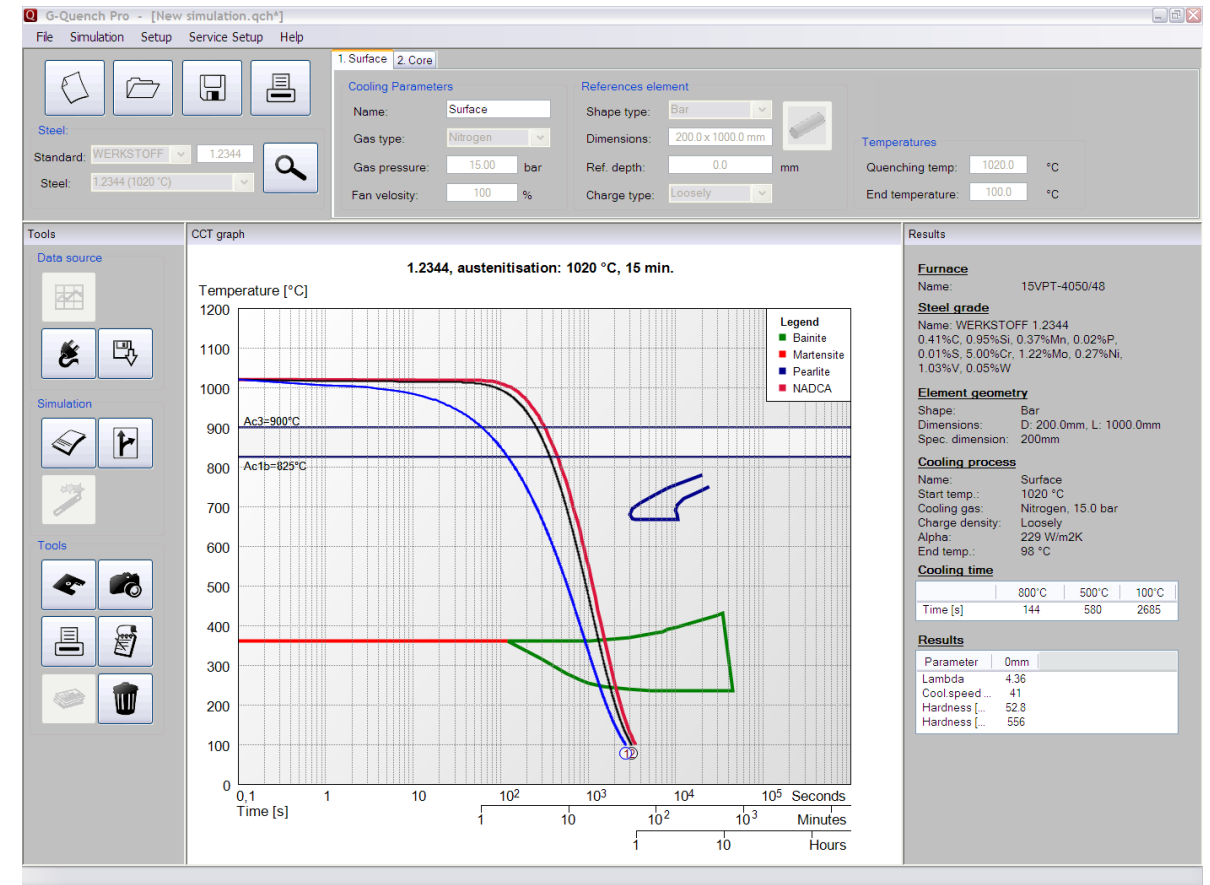 G-Quench Pro - [New simulation.qch*]
File Simulation Setup Service Setup Help
1. Surface 2. Core
Cooling Parameters
Name: Surface
Gas type: Nitrogen
Gas pressure: 15.00 bar
Fan velosity: 100 %
References element
Shape type: Bar
Dimensions: 200.0 x 1000.0 mm
Ref. depth: 0.0 mm
Charge type: Loosely
Temperatures
Quenching temp: 1020.0 °C
End temperature: 100.0 °C
Steel:
Standard: WERKSTOFF 1.2344
Steel: 1.2344 (1020 °C)
Tools
Data source
Simulation
Tools
CCT graph
1.2344, austenitisation: 1020 °C, 15 min.
Temperature [°C]
1200
1100
1000
900
800
700
600
500
400
300
200
100
0
Ac3=900°C
Ac1b=825°C
Legend
Bainite
Martensite
Pearlite
NADCA
12
0,1 1 10 10² 10³ 10⁴ 10⁵ Seconds
Time [s]
1 10 10² 10³ Minutes
1 10 Hours
Results
Furnace
Name: 15VPT-4050/48
Steel grade
Name: WERKSTOFF 1.2344
0.41%C, 0.95%Si, 0.37%Mn, 0.02%P,
0.01%S, 5.00%Cr, 1.22%Mo, 0.27%Ni,
1.03%V, 0.05%W
Element geometry
Shape: Bar
Dimensions: D: 200.0mm, L: 1000.0mm
Spec. dimension: 200mm
Cooling process
Name: Surface
Start temp.: 1020 °C
Cooling gas: Nitrogen, 15.0 bar
Charge density: Loosely
Alpha: 229 W/m2K
End temp.: 98 °C
Cooling time
800°C 500°C 100°C
Time [s] 144 580 2685
Results
Parameter 0mm
Lambda 4.36
Cool.speed ... 41
Hardness [... 52.8
Hardness [... 556